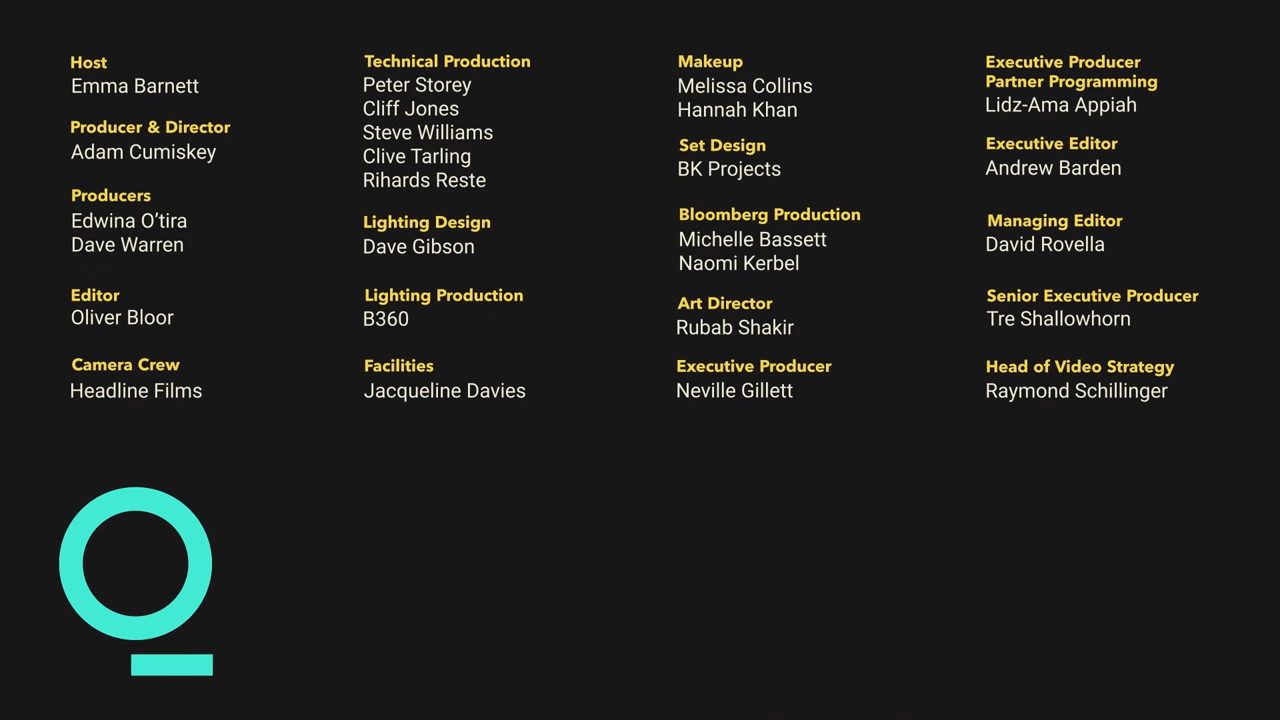 Host
Emma Barnett
Producer & Director
Adam Cumiskey
Producers
Edwina O’tira
Dave Warren
Editor
Oliver Bloor
Camera Crew
Headline Films
Technical Production
Peter Storey
Cliff Jones
Steve Williams
Clive Tarling
Rihards Reste
Lighting Design
Dave Gibson
Lighting Production
B360
Facilities
Jacqueline Davies
Makeup
Melissa Collins
Hannah Khan
Set Design
BK Projects
Bloomberg Production
Michelle Bassett
Naomi Kerbel
Art Director
Rubab Shakir
Executive Producer
Neville Gillett
Executive Producer
Partner Programming
Lidz-Ama Appiah
Executive Editor
Andrew Barden
Managing Editor
David Rovella
Senior Executive Producer
Tre Shallowhorn
Head of Video Strategy
Raymond Schillinger